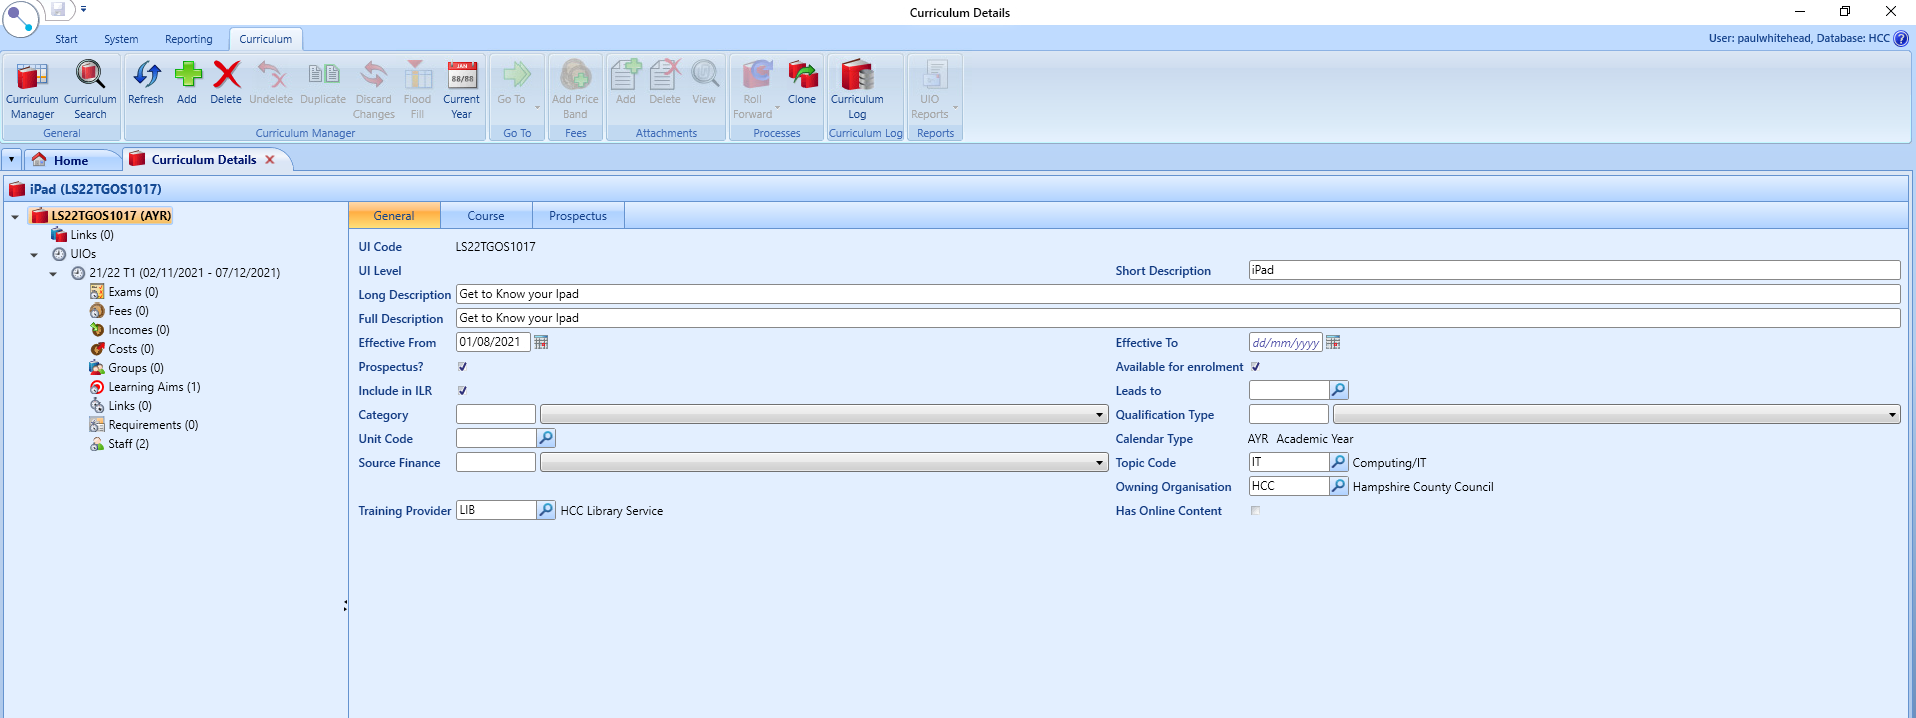 Curriculum Details
Start System Reporting Curriculum
User: paulwhitehead, Database: HCC
Curriculum Manager
Curriculum Search
Refresh
Add
Delete
Undelete
Duplicate
Discard Changes
Flood Fill
JAN
88/88
Current Year
Go To
Add Price Band
Add
Delete
View
Roll Forward
Clone
Curriculum Log
UIO Reports
General
Curriculum Manager
Go To
Fees
Attachments
Processes
Curriculum Log
Reports
Home
Curriculum Details
iPad (LS22TGOS1017)
LS22TGOS1017 (AYR)
Links (0)
UIOs
21/22 T1 (02/11/2021 - 07/12/2021)
Exams (0)
Fees (0)
Incomes (0)
Costs (0)
Groups (0)
Learning Aims (1)
Links (0)
Requirements (0)
Staff (2)
General Course Prospectus
UI Code LS22TGOS1017
UI Level
Short Description iPad
Long Description Get to Know your Ipad
Full Description Get to Know your Ipad
Effective From 01/08/2021
Effective To dd/mm/yyyy
Prospectus?
Available for enrolment
Include in ILR
Leads to
Category
Qualification Type
Unit Code
Calendar Type AYR Academic Year
Source Finance
Topic Code IT Computing/IT
Owning Organisation HCC Hampshire County Council
Training Provider LIB HCC Library Service
Has Online Content